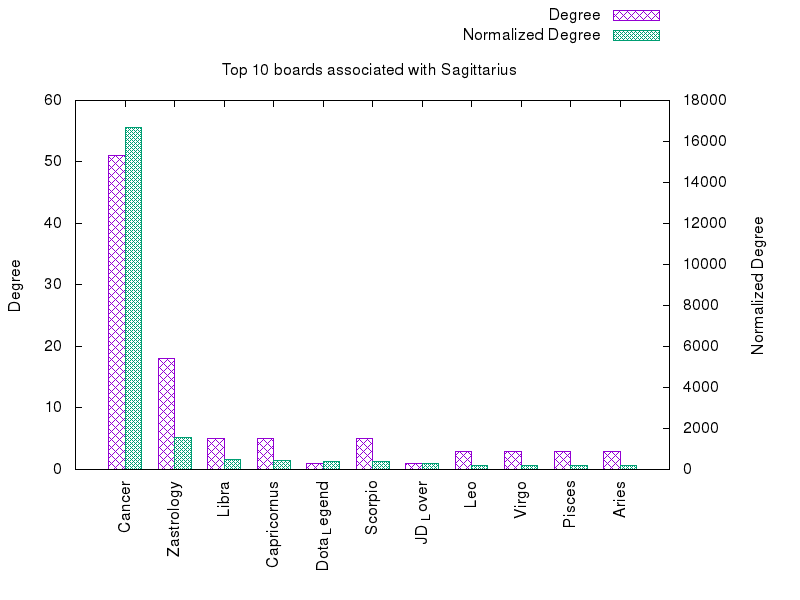 Degree
Normalized Degree
Top 10 boards associated with Sagittarius
60
50
40
30
20
10
0
18000
16000
14000
12000
10000
8000
6000
4000
2000
0
Degree
Normalized Degree
Cancer
Zastrology
Libra
Capricornus
Dota_Legend
Scorpio
JD_Lover
Leo
Virgo
Pisces
Aries